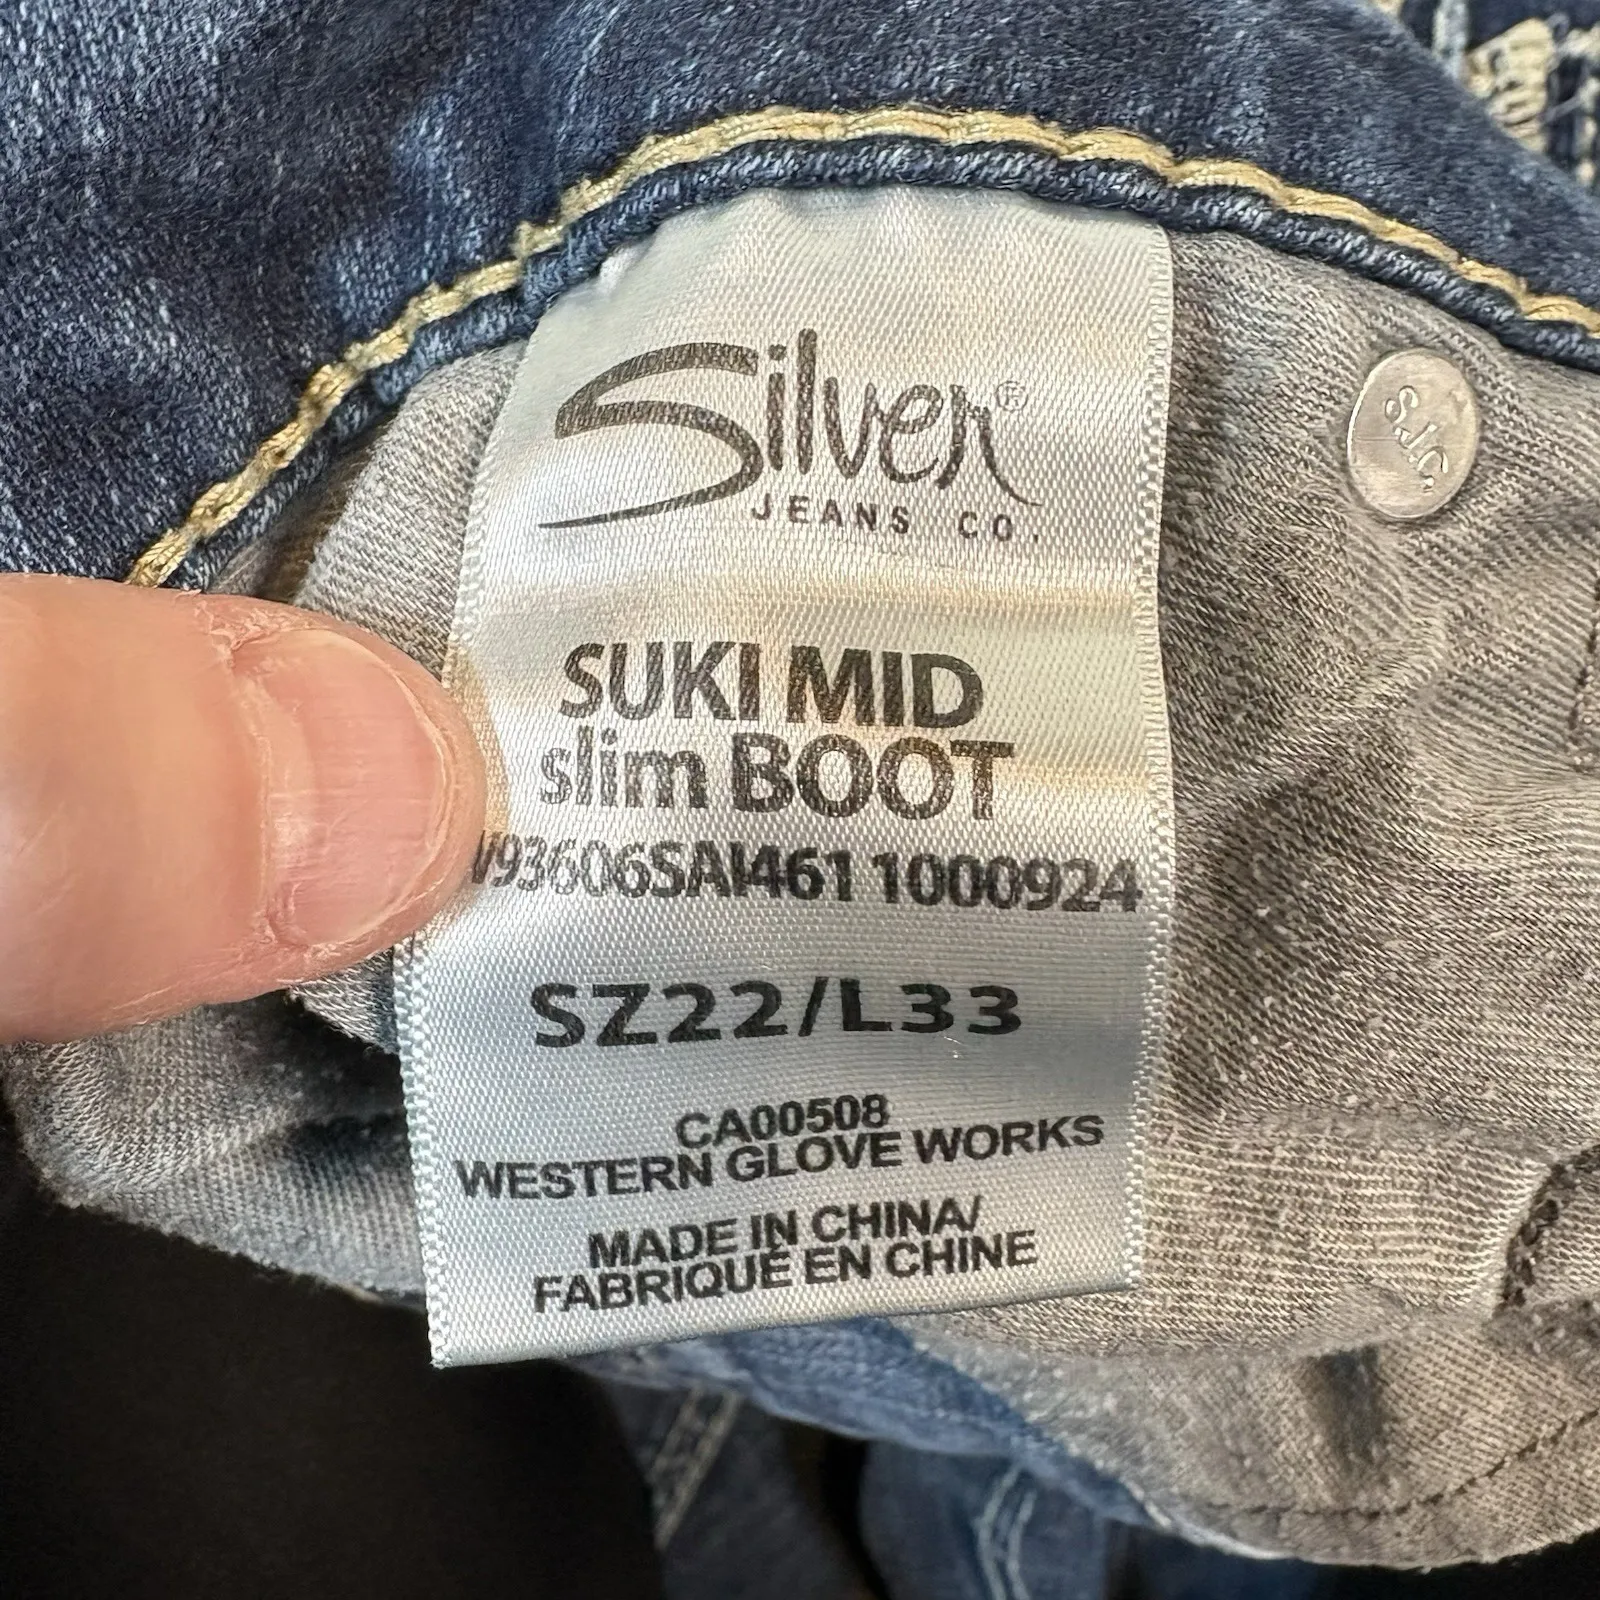 Silver®
JEANS CO.
S.J.C.
SUKI MID
slim BOOT
V93606SAI461 1000924
SZ22/L33
CA00508
WESTERN GLOVE WORKS
MADE IN CHINA/
FABRIQUÉ EN CHINE